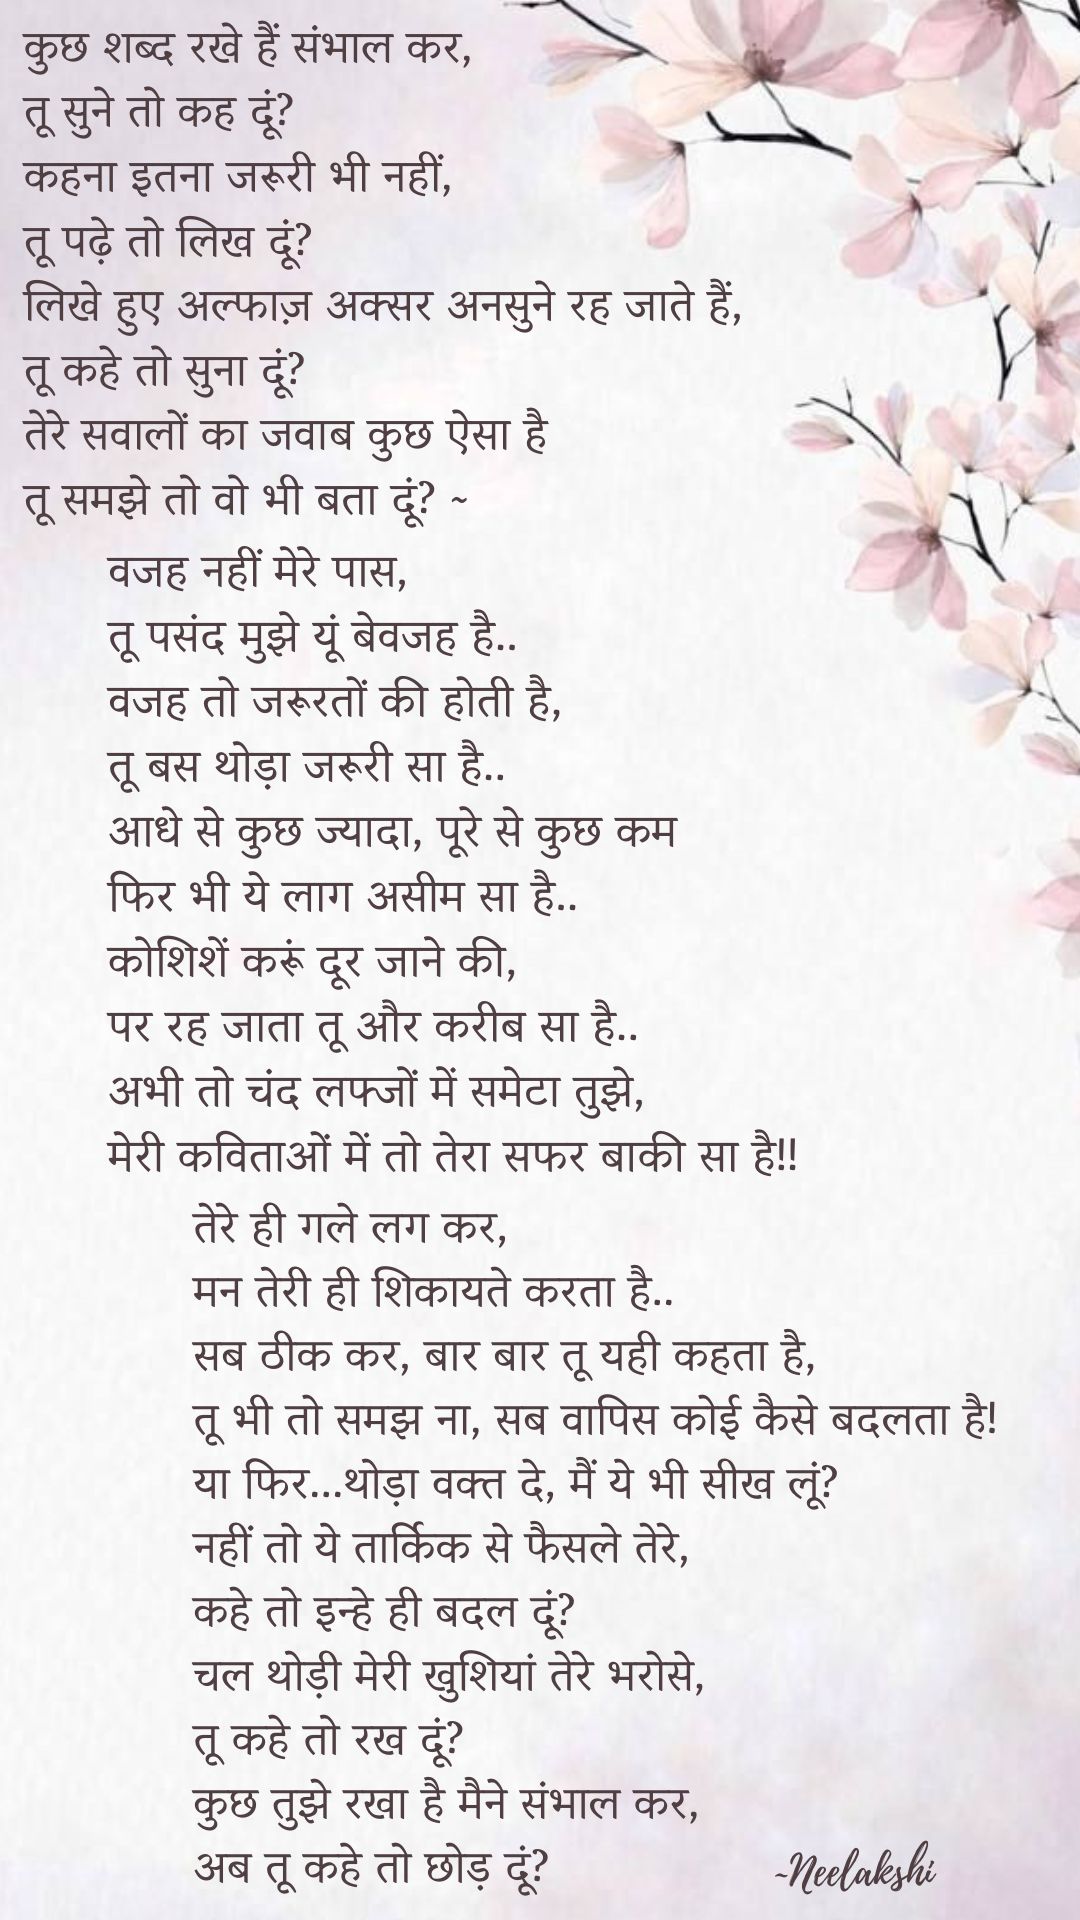 कुछ शब्द रखे हैं संभाल कर,
तू सुने तो कह दूं?
कहना इतना जरूरी भी नहीं,
तू पढ़े तो लिख दूं?
लिखे हुए अल्फाज़ अक्सर अनसुने रह जाते हैं,
तू कहे तो सुना दूं?
तेरे सवालों का जवाब कुछ ऐसा है
तू समझे तो वो भी बता दूं? ~
वजह नहीं मेरे पास,
तू पसंद मुझे यूं बेवजह है..
वजह तो जरूरतों की होती है,
तू बस थोड़ा जरूरी सा है..
आधे से कुछ ज्यादा, पूरे से कुछ कम
फिर भी ये लाग असीम सा है..
कोशिशें करूं दूर जाने की,
पर रह जाता तू और करीब सा है..
अभी तो चंद लफ्जों में समेटा तुझे,
मेरी कविताओं में तो तेरा सफर बाकी सा है!!
तेरे ही गले लग कर,
मन तेरी ही शिकायते करता है..
सब ठीक कर, बार बार तू यही कहता है,
तू भी तो समझ ना, सब वापिस कोई कैसे बदलता है!
या फिर...थोड़ा वक्त दे, मैं ये भी सीख लूं?
नहीं तो ये तार्किक से फैसले तेरे,
कहे तो इन्हे ही बदल दूं?
चल थोड़ी मेरी खुशियां तेरे भरोसे,
तू कहे तो रख दूं?
कुछ तुझे रखा है मैने संभाल कर,
अब तू कहे तो छोड़ दूं?
~Neelakshi